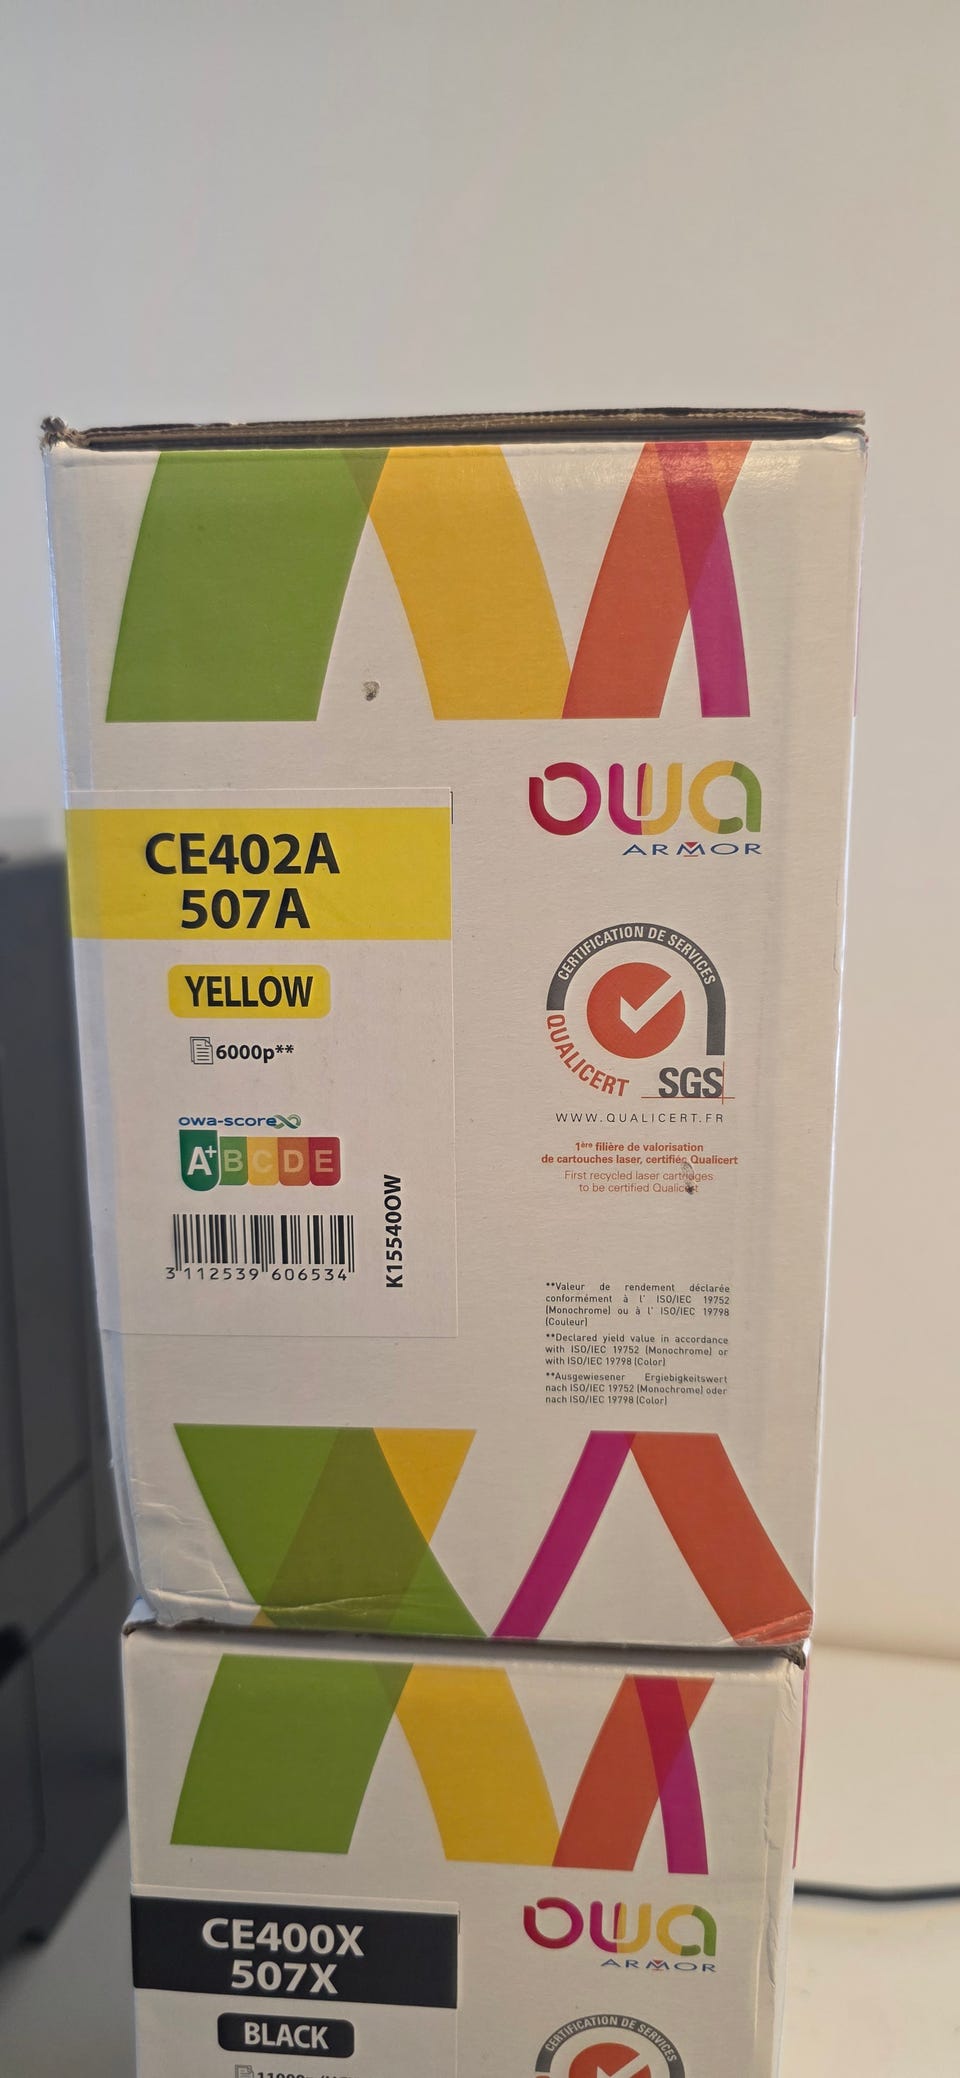 CE402A
507A
YELLOW
6000p**
owa-score
A+ B C D E
3 112539 606534
K15540OW
owa
ARMOR
CERTIFICATION DE SERVICES
QUALICERT
SGS
WWW.QUALICERT.FR
1ère filière de valorisation
de cartouches laser, certifiée Qualicert
First recycled laser cartridges
to be certified Qualicert
**Valeur de rendement déclarée
conformément à l' ISO/IEC 19752
(Monochrome) ou à l' ISO/IEC 19798
(Couleur)
**Declared yield value in accordance
with ISO/IEC 19752 (Monochrome) or
with ISO/IEC 19798 (Color)
**Ausgewiesener Ergiebigkeitswert
nach ISO/IEC 19752 (Monochrome) oder
nach ISO/IEC 19798 (Color)
CE400X
507X
BLACK
owa
ARMOR
CERTIFICATION DE SERVICES